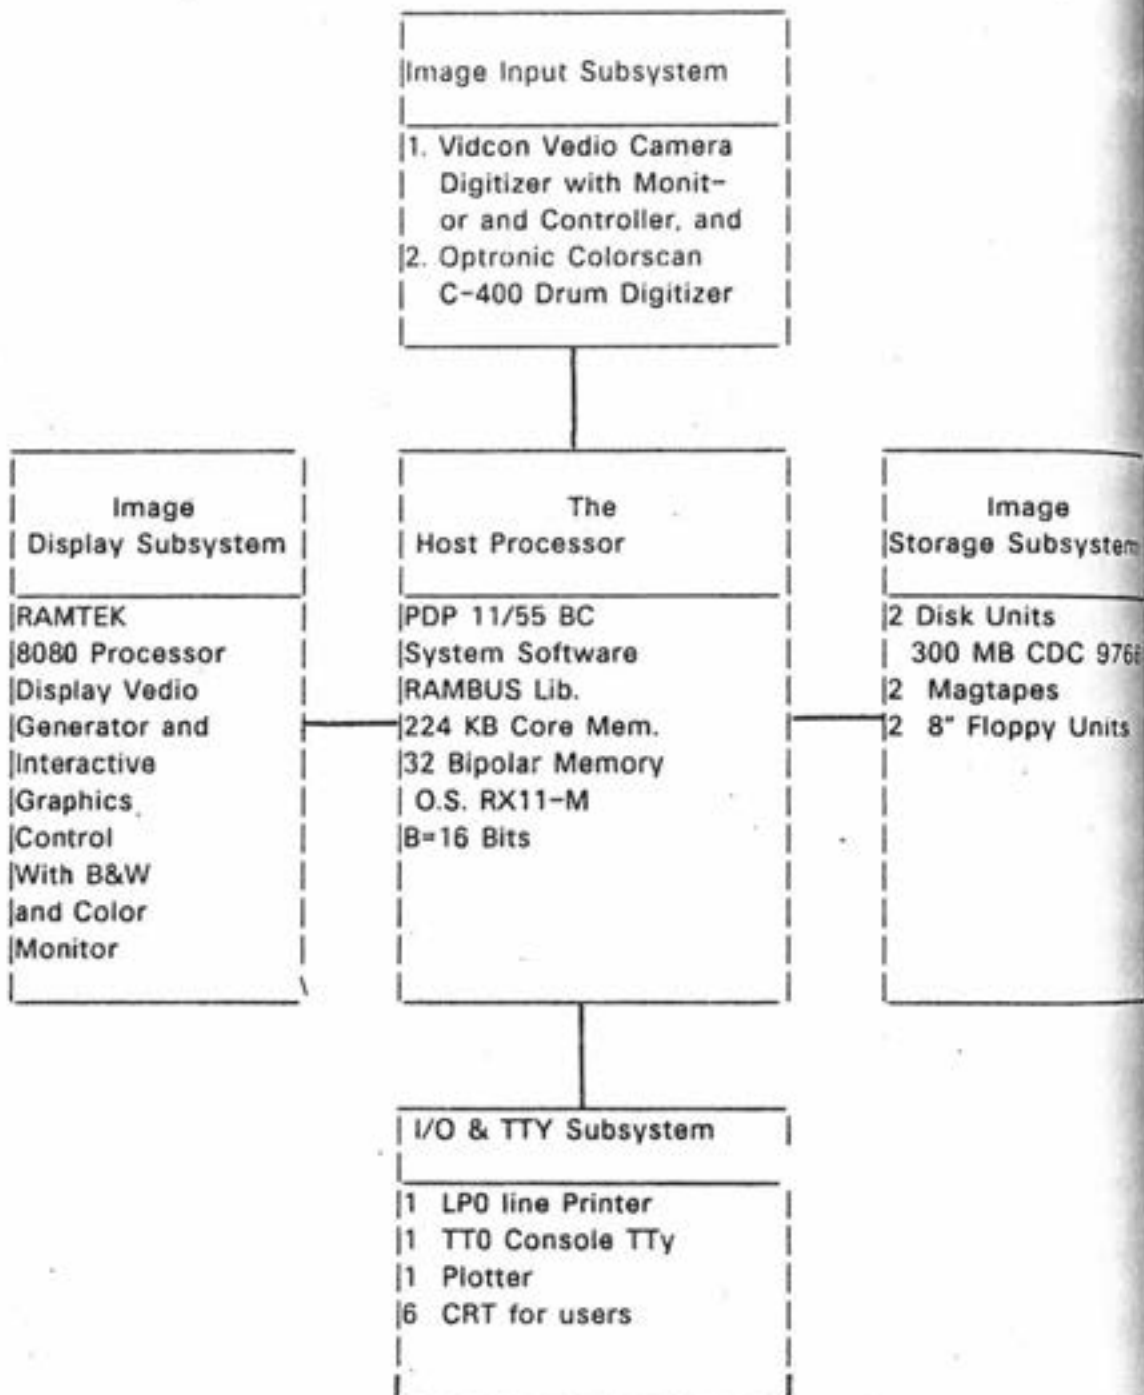 Image Input Subsystem
1. Vidcon Vedio Camera
Digitizer with Monit-
or and Controller, and
2. Optronic Colorscan
C-400 Drum Digitizer
Image
Display Subsystem
RAMTEK
8080 Processor
Display Vedio
Generator and
Interactive
Graphics
Control
With B&W
and Color
Monitor
The
Host Processor
PDP 11/55 BC
System Software
RAMBUS Lib.
224 KB Core Mem.
32 Bipolar Memory
O.S. RX11-M
B=16 Bits
Image
Storage Subsystem
2 Disk Units
300 MB CDC 9766
2 Magtapes
2 8" Floppy Units
I/O & TTY Subsystem
1 LP0 line Printer
1 TT0 Console TTy
1 Plotter
6 CRT for users